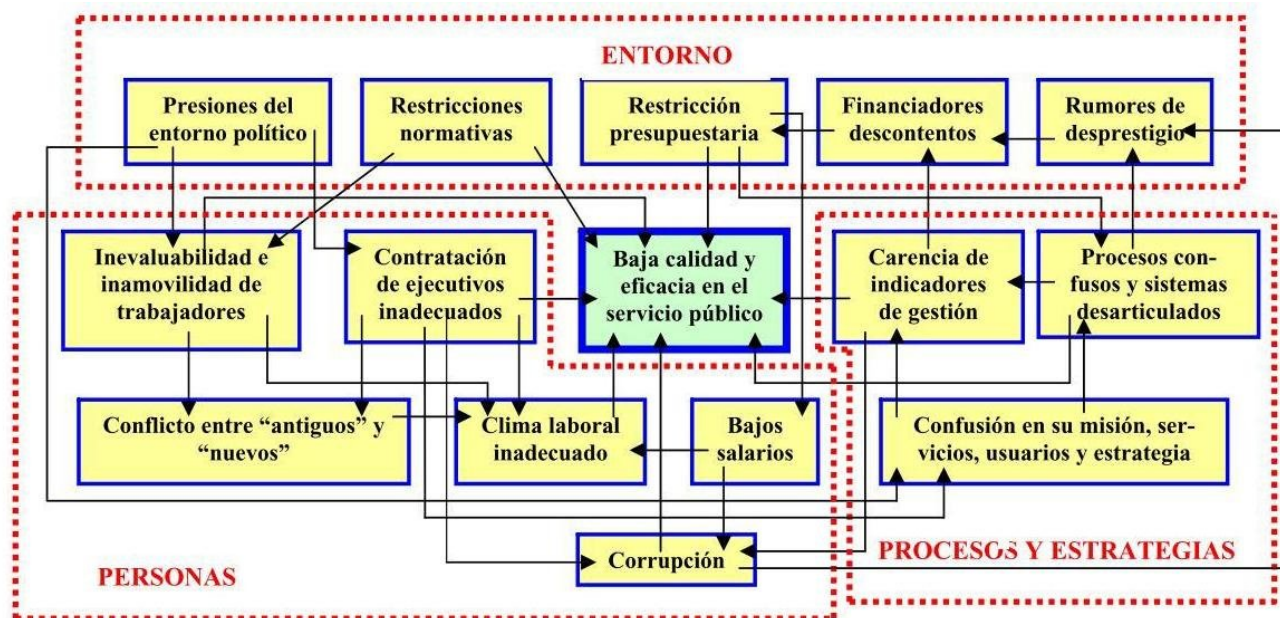 ENTORNO
Presiones del
entorno político
Restricciones
normativas
Restricción
presupuestaria
Financiadores
descontentos
Rumores de
desprestigio
Inevaluabilidad e
inamovilidad de
trabajadores
Contratación
de ejecutivos
inadecuados
Baja calidad y
eficacia en el
servicio público
Carencia de
indicadores
de gestión
Procesos con-
fusos y sistemas
desarticulados
Conflicto entre “antiguos” y
“nuevos”
Clima laboral
inadecuado
Bajos
salarios
Confusión en su misión, ser-
vicios, usuarios y estrategia
Corrupción
PERSONAS
PROCESOS Y ESTRATEGIAS